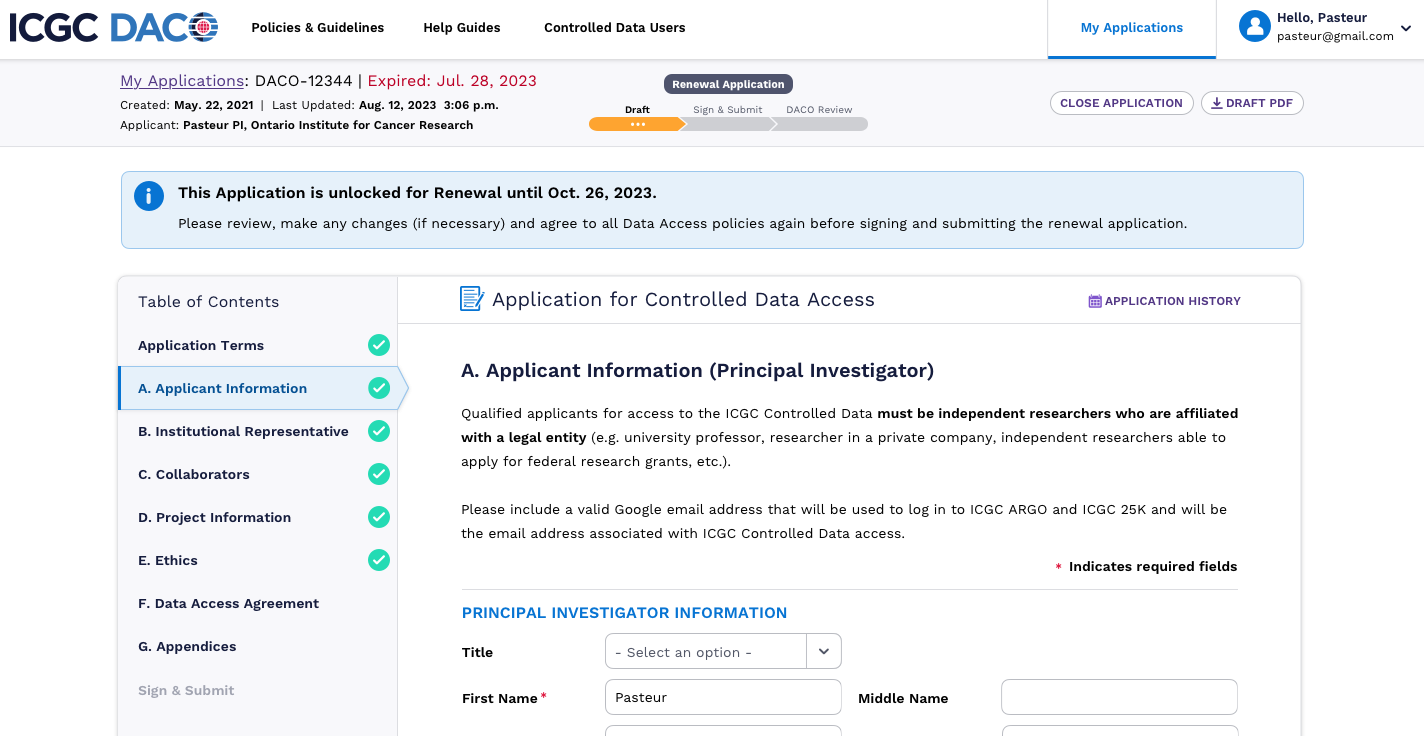 ICGC DACO
Policies & Guidelines
Help Guides
Controlled Data Users
My Applications
Hello, Pasteur
pasteur@gmail.com
My Applications: DACO-12344 | Expired: Jul. 28, 2023
Created: May. 22, 2021 | Last Updated: Aug. 12, 2023 3:06 p.m.
Applicant: Pasteur PI, Ontario Institute for Cancer Research
Renewal Application
Draft
Sign & Submit
DACO Review
CLOSE APPLICATION
DRAFT PDF
This Application is unlocked for Renewal until Oct. 26, 2023.
Please review, make any changes (if necessary) and agree to all Data Access policies again before signing and submitting the renewal application.
Table of Contents
Application Terms
A. Applicant Information
B. Institutional Representative
C. Collaborators
D. Project Information
E. Ethics
F. Data Access Agreement
G. Appendices
Sign & Submit
Application for Controlled Data Access
APPLICATION HISTORY
A. Applicant Information (Principal Investigator)
Qualified applicants for access to the ICGC Controlled Data must be independent researchers who are affiliated
with a legal entity (e.g. university professor, researcher in a private company, independent researchers able to
apply for federal research grants, etc.).
Please include a valid Google email address that will be used to log in to ICGC ARGO and ICGC 25K and will be
the email address associated with ICGC Controlled Data access.
* Indicates required fields
PRINCIPAL INVESTIGATOR INFORMATION
Title
- Select an option -
First Name *
Pasteur
Middle Name